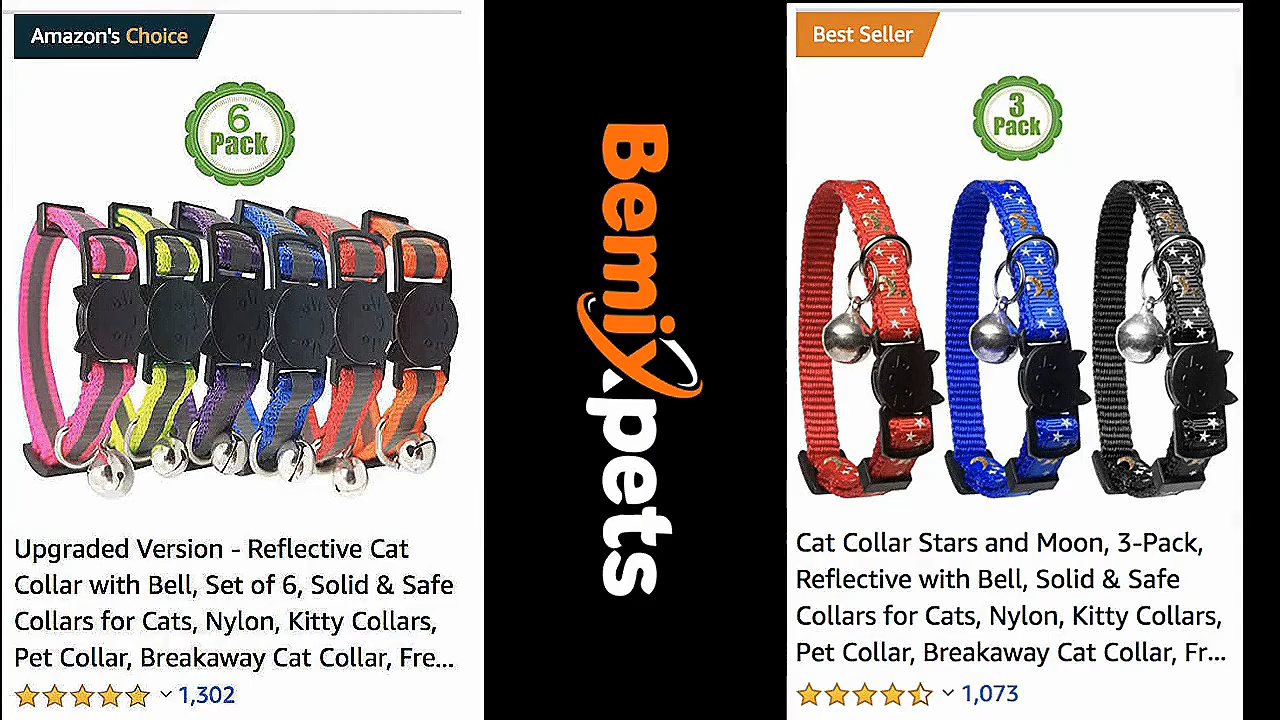 Amazon's Choice
6
Pack
Upgraded Version - Reflective Cat
Collar with Bell, Set of 6, Solid & Safe
Collars for Cats, Nylon, Kitty Collars,
Pet Collar, Breakaway Cat Collar, Fre...
1,302
Bemixpets
Best Seller
3
Pack
Cat Collar Stars and Moon, 3-Pack,
Reflective with Bell, Solid & Safe
Collars for Cats, Nylon, Kitty Collars,
Pet Collar, Breakaway Cat Collar, Fr...
1,073